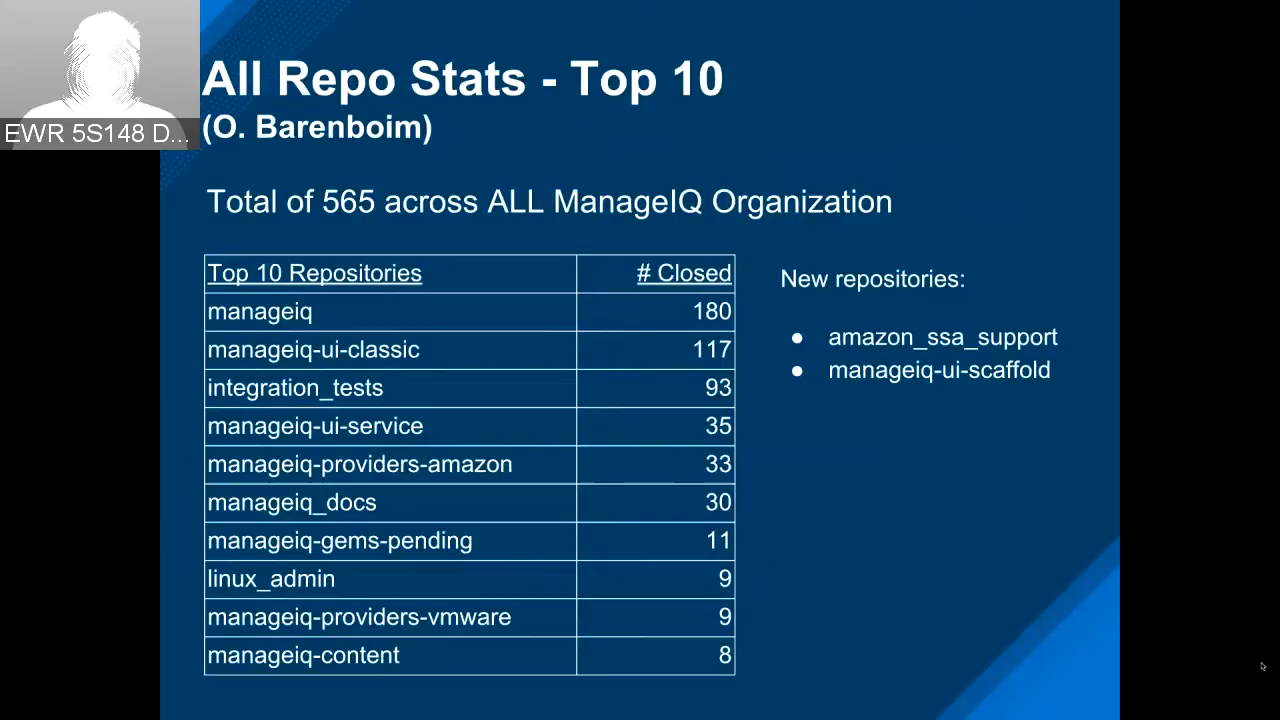 All Repo Stats - Top 10
EWR 5S148 D...
(O. Barenboim)
Total of 565 across ALL ManageIQ Organization
Top 10 Repositories # Closed
manageiq 180
manageiq-ui-classic 117
integration_tests 93
manageiq-ui-service 35
manageiq-providers-amazon 33
manageiq_docs 30
manageiq-gems-pending 11
linux_admin 9
manageiq-providers-vmware 9
manageiq-content 8
New repositories:
● amazon_ssa_support
● manageiq-ui-scaffold